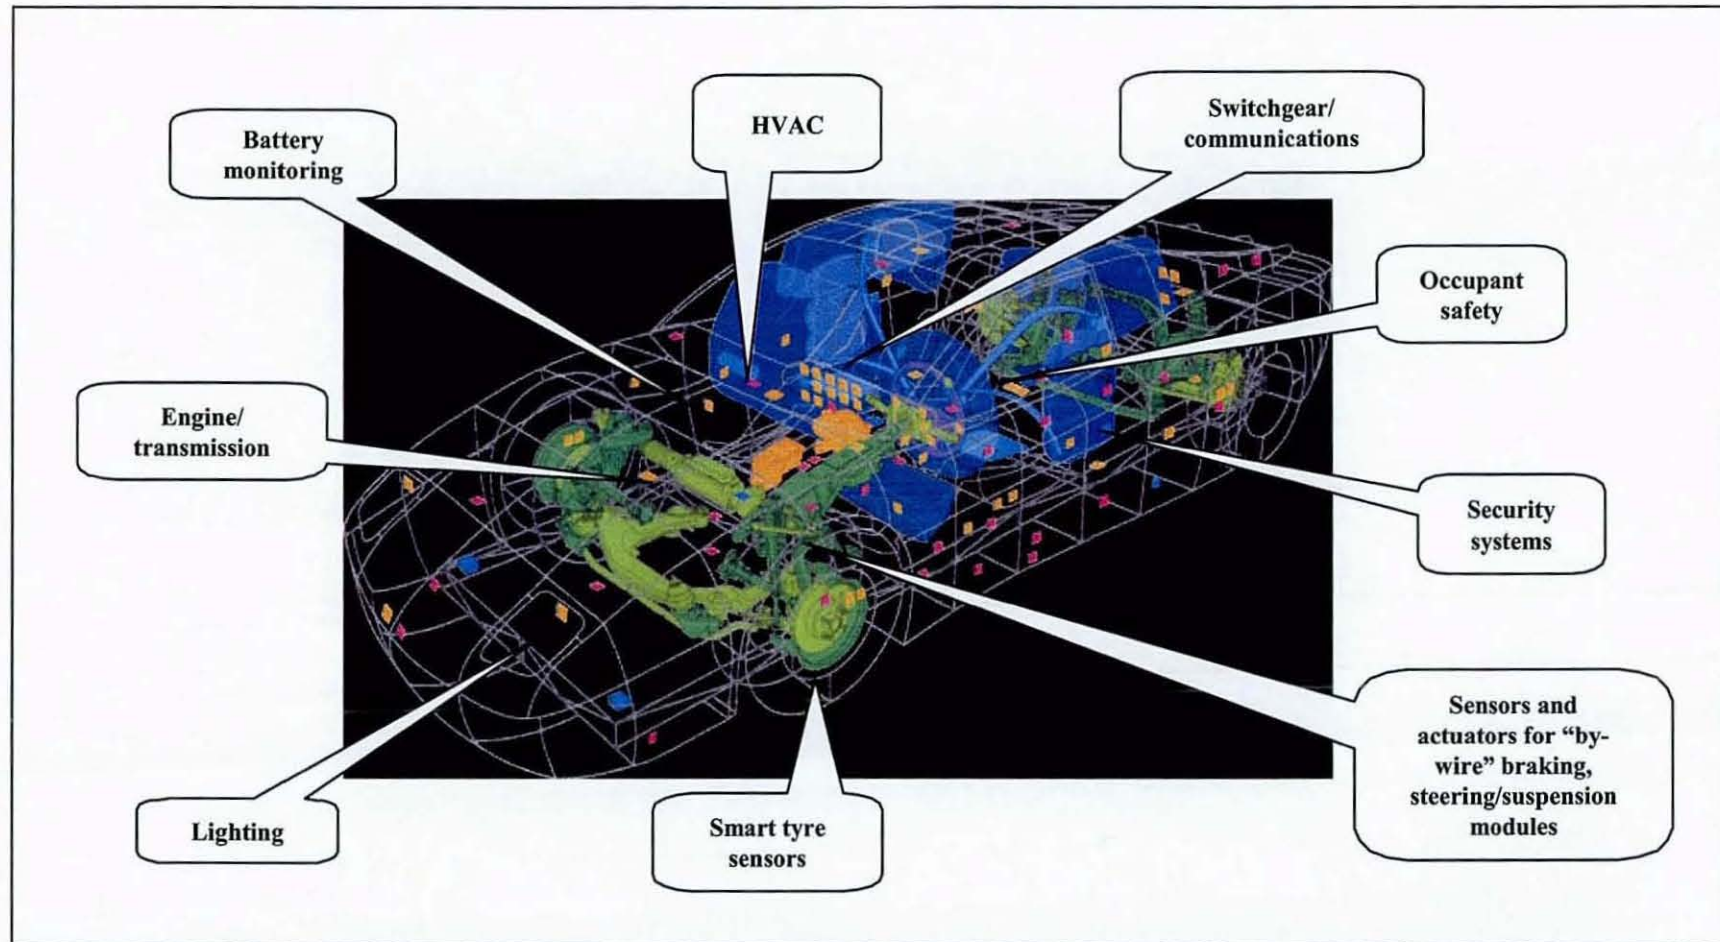 Battery
monitoring
HVAC
Switchgear/
communications
Occupant
safety
Engine/
transmission
Security
systems
Sensors and
actuators for “by-
wire” braking,
steering/suspension
modules
Lighting
Smart tyre
sensors